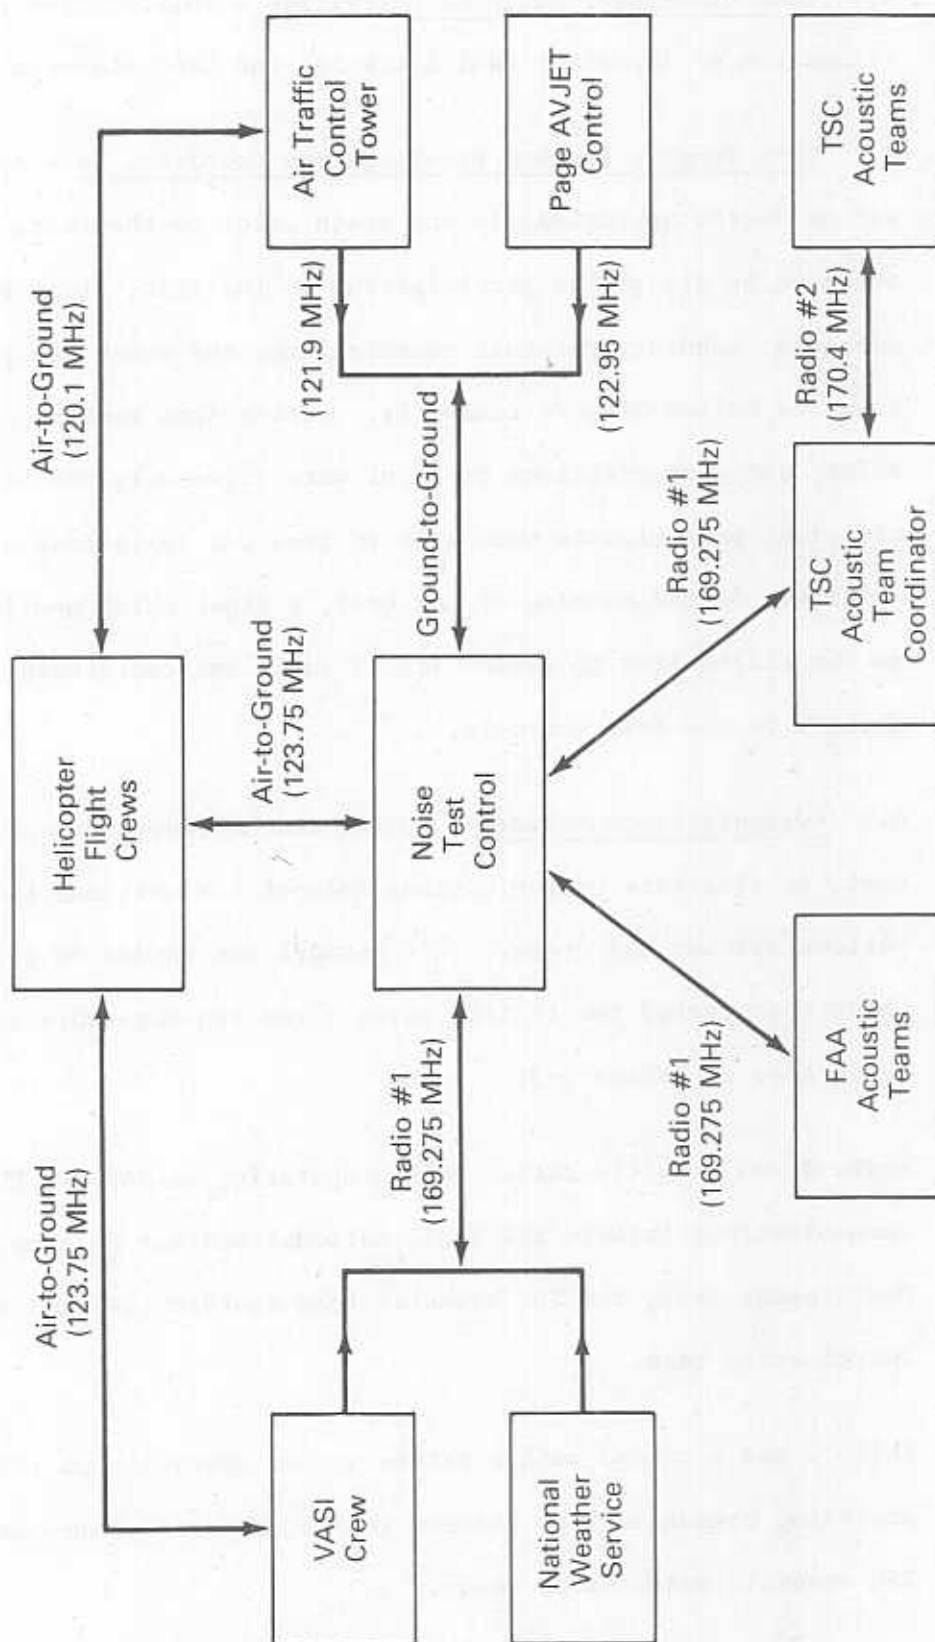 Air-to-Ground
(123.75 MHz)
Helicopter
Flight
Crews
Air-to-Ground
(120.1 MHz)
Air-to-Ground
(123.75 MHz)
VASI
Crew
Air Traffic
Control
Tower
(121.9 MHz)
Radio #1
(169.275 MHz)
Noise
Test
Control
Ground-to-Ground
National
Weather
Service
(122.95 MHz)
Page AVJET
Control
Radio #1
(169.275 MHz)
Radio #1
(169.275 MHz)
FAA
Acoustic
Teams
TSC
Acoustic
Team
Coordinator
Radio #2
(170.4 MHz)
TSC
Acoustic
Teams